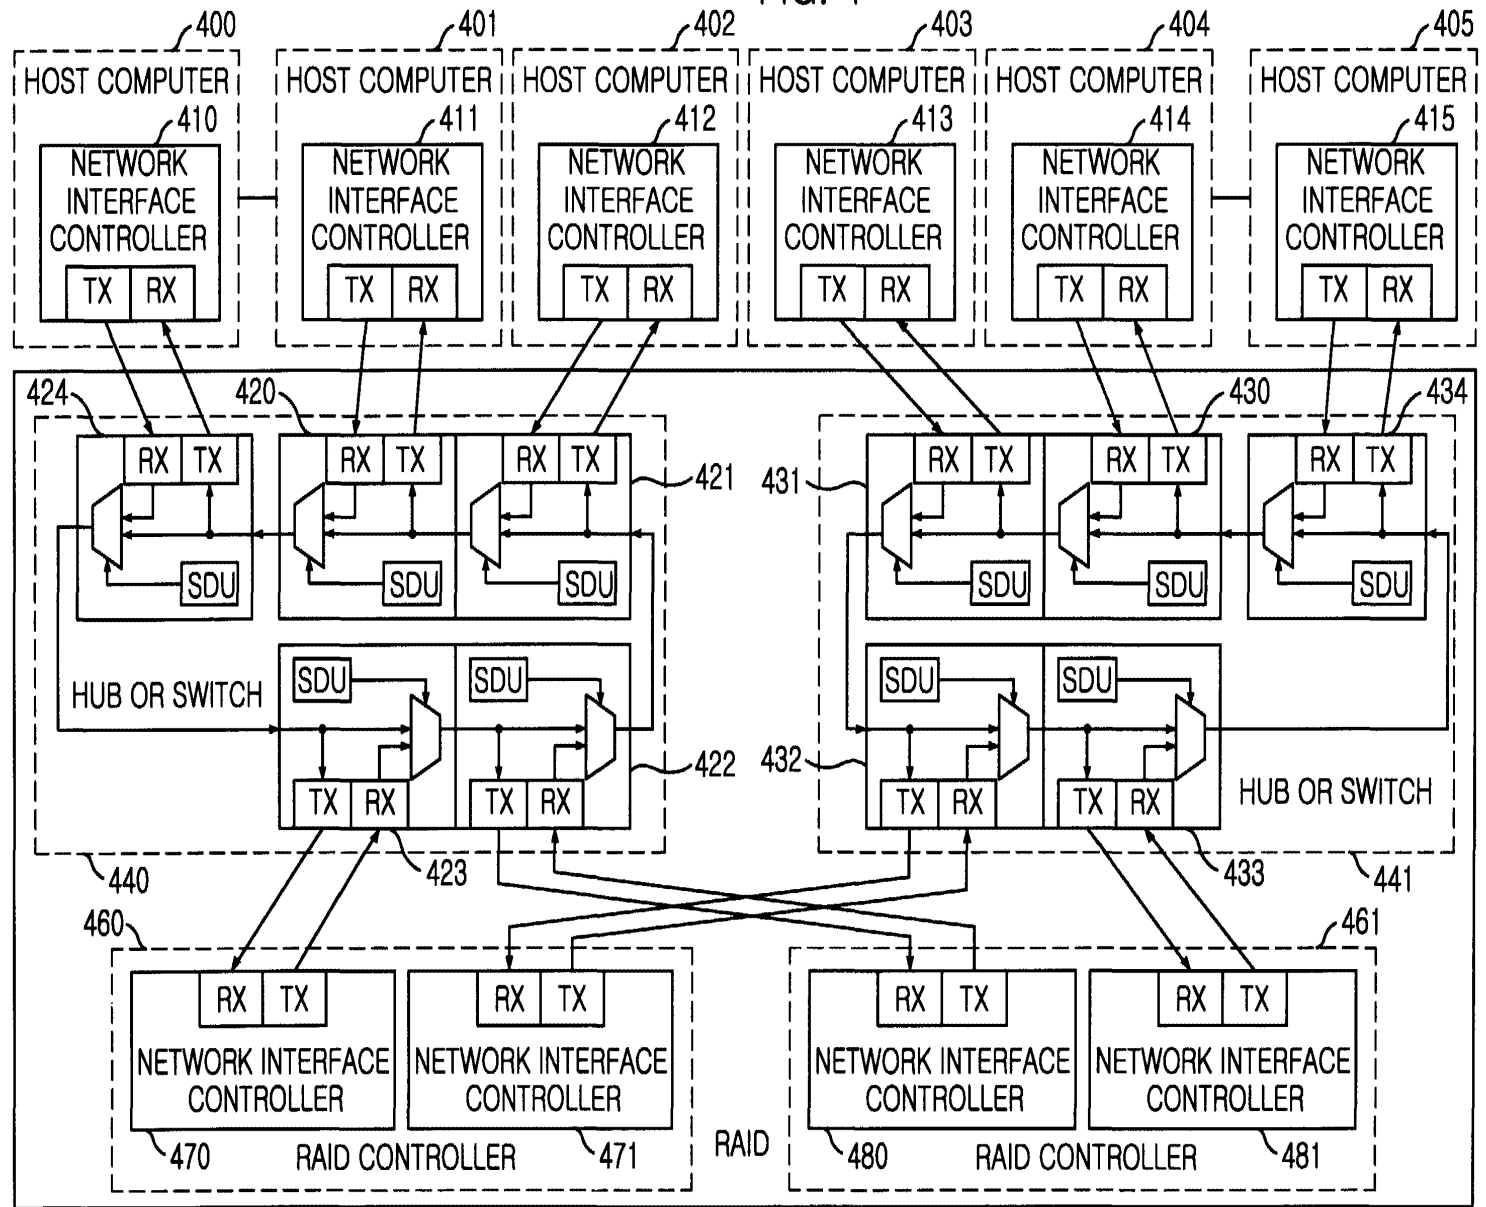 400 401 402 403 404 405
HOST COMPUTER HOST COMPUTER HOST COMPUTER HOST COMPUTER HOST COMPUTER HOST COMPUTER
410 411 412 413 414 415
NETWORK NETWORK NETWORK NETWORK NETWORK NETWORK
INTERFACE INTERFACE INTERFACE INTERFACE INTERFACE INTERFACE
CONTROLLER CONTROLLER CONTROLLER CONTROLLER CONTROLLER CONTROLLER
TX RX TX RX TX RX TX RX TX RX TX RX
424 420 430 434
RX TX RX TX RX TX RX TX RX TX RX TX
421 431
SDU SDU SDU SDU SDU SDU
SDU SDU SDU SDU
HUB OR SWITCH
422 432
TX RX TX RX TX RX TX RX
HUB OR SWITCH
440 423 433 441
460 461
RX TX RX TX RX TX RX TX
NETWORK INTERFACE NETWORK INTERFACE NETWORK INTERFACE NETWORK INTERFACE
CONTROLLER CONTROLLER CONTROLLER CONTROLLER
470 RAID CONTROLLER 471 RAID 480 RAID CONTROLLER 481